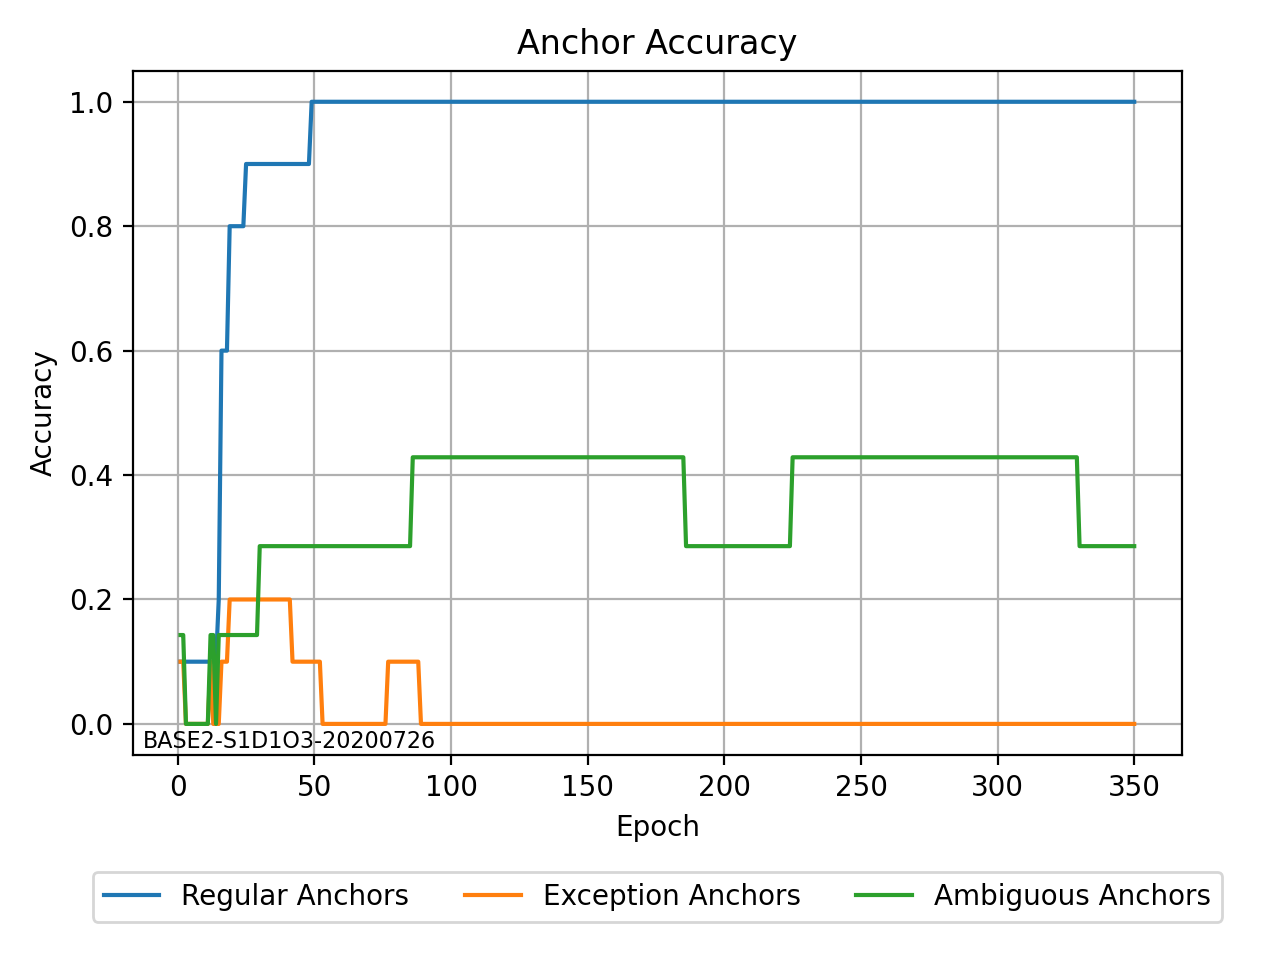 Anchor Accuracy
1.0
0.8
0.6
0.4
0.2
0.0
Accuracy
BASE2-S1D1O3-20200726
0 50 100 150 200 250 300 350
Epoch
Regular Anchors Exception Anchors Ambiguous Anchors